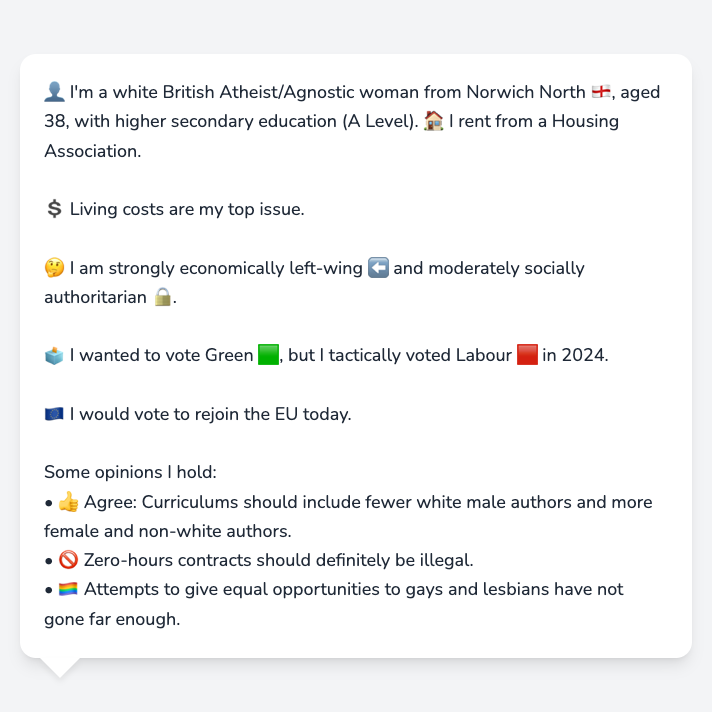 👤 I'm a white British Atheist/Agnostic woman from Norwich North 🏴󠁧󠁢󠁥󠁮󠁧󠁿, aged
38, with higher secondary education (A Level). 🏠 I rent from a Housing
Association.
💲 Living costs are my top issue.
🤔 I am strongly economically left-wing ⬅️ and moderately socially
authoritarian 🔒.
🗳️ I wanted to vote Green 🟩, but I tactically voted Labour 🟥 in 2024.
🇪🇺 I would vote to rejoin the EU today.
Some opinions I hold:
• 👍 Agree: Curriculums should include fewer white male authors and more
female and non-white authors.
• 🚫 Zero-hours contracts should definitely be illegal.
• 🏳️‍🌈 Attempts to give equal opportunities to gays and lesbians have not
gone far enough.